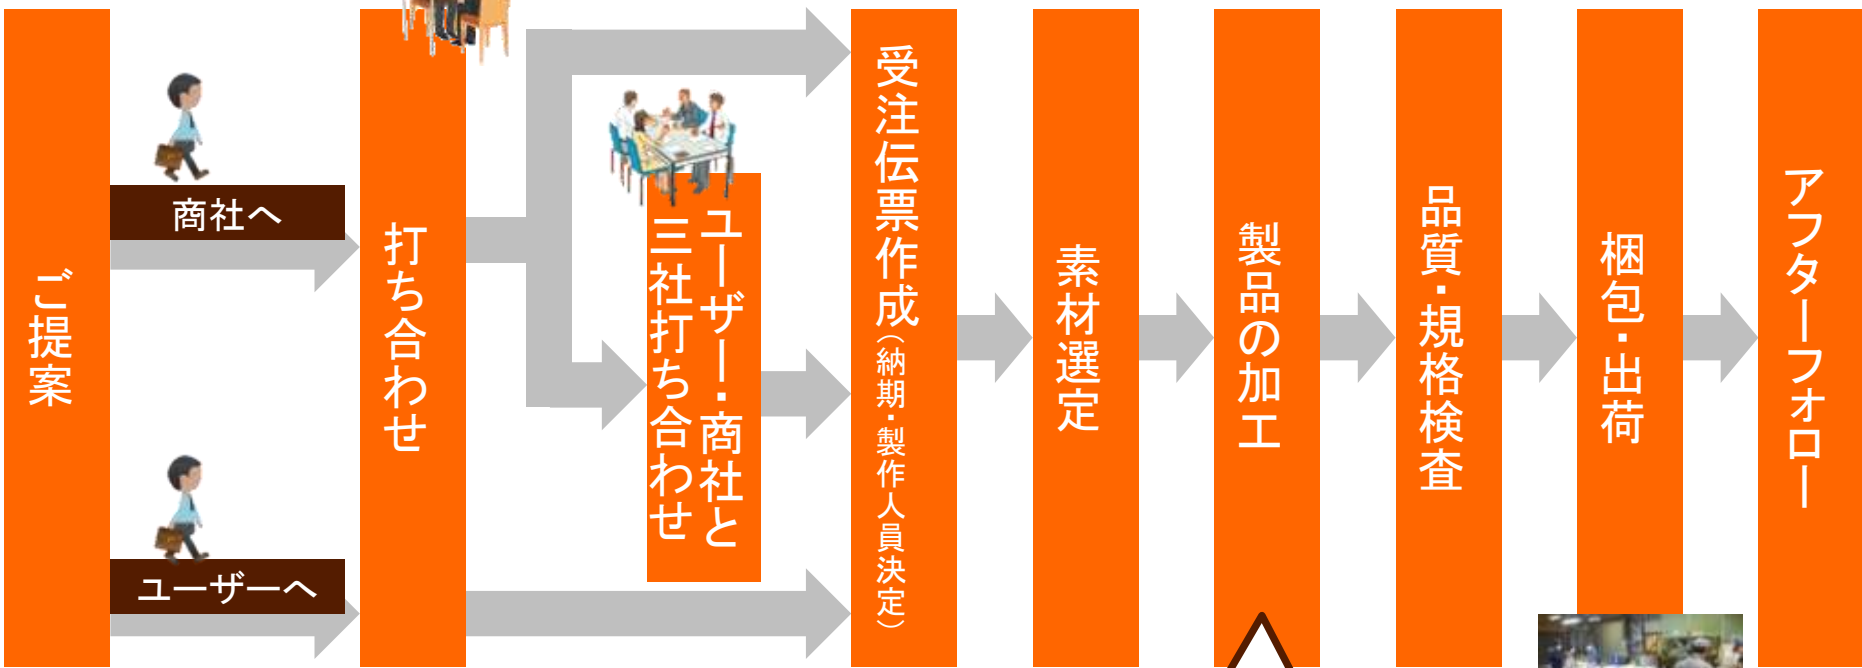 ご提案
商社へ
ユーザーへ
打ち合わせ
ユーザー・商社と
三社打ち合わせ
受注伝票作成（納期・製作人員決定）
素材選定
製品の加工
品質・規格検査
梱包・出荷
アフターフォロー